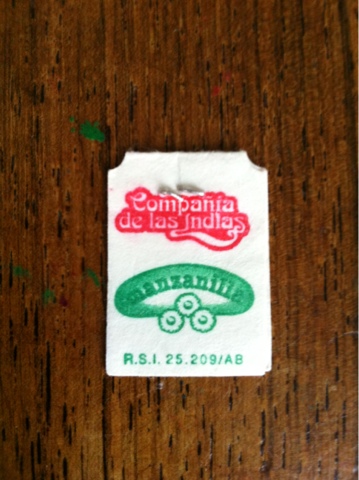 Compañía
de las Indias
manzanilla
R.S.I. 25.209/AB